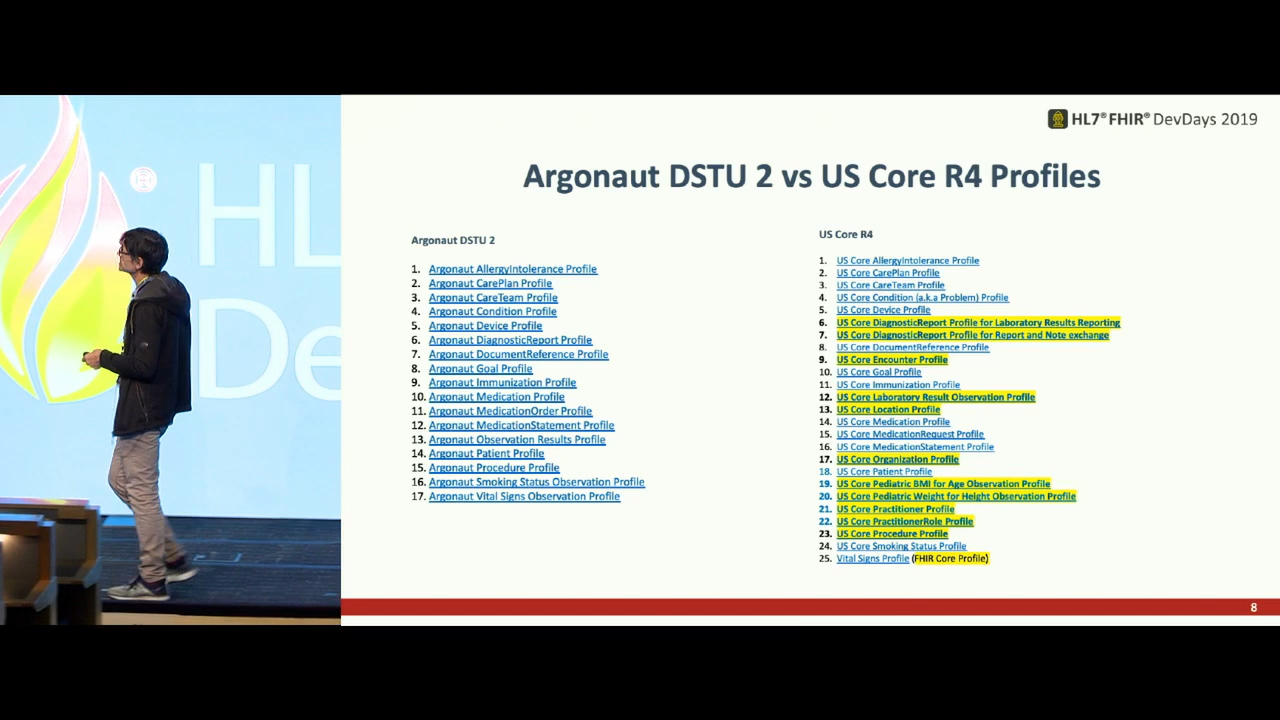 HL
De
HL7® FHIR® DevDays 2019
Argonaut DSTU 2 vs US Core R4 Profiles
Argonaut DSTU 2
1. Argonaut AllergyIntolerance Profile
2. Argonaut CarePlan Profile
3. Argonaut CareTeam Profile
4. Argonaut Condition Profile
5. Argonaut Device Profile
6. Argonaut DiagnosticReport Profile
7. Argonaut DocumentReference Profile
8. Argonaut Goal Profile
9. Argonaut Immunization Profile
10. Argonaut Medication Profile
11. Argonaut MedicationOrder Profile
12. Argonaut MedicationStatement Profile
13. Argonaut Observation Results Profile
14. Argonaut Patient Profile
15. Argonaut Procedure Profile
16. Argonaut Smoking Status Observation Profile
17. Argonaut Vital Signs Observation Profile
US Core R4
1. US Core AllergyIntolerance Profile
2. US Core CarePlan Profile
3. US Core CareTeam Profile
4. US Core Condition (a.k.a Problem) Profile
5. US Core Device Profile
6. US Core DiagnosticReport Profile for Laboratory Results Reporting
7. US Core DiagnosticReport Profile for Report and Note exchange
8. US Core DocumentReference Profile
9. US Core Encounter Profile
10. US Core Goal Profile
11. US Core Immunization Profile
12. US Core Laboratory Result Observation Profile
13. US Core Location Profile
14. US Core Medication Profile
15. US Core MedicationRequest Profile
16. US Core MedicationStatement Profile
17. US Core Organization Profile
18. US Core Patient Profile
19. US Core Pediatric BMI for Age Observation Profile
20. US Core Pediatric Weight for Height Observation Profile
21. US Core Practitioner Profile
22. US Core PractitionerRole Profile
23. US Core Procedure Profile
24. US Core Smoking Status Profile
25. Vital Signs Profile (FHIR Core Profile)
8